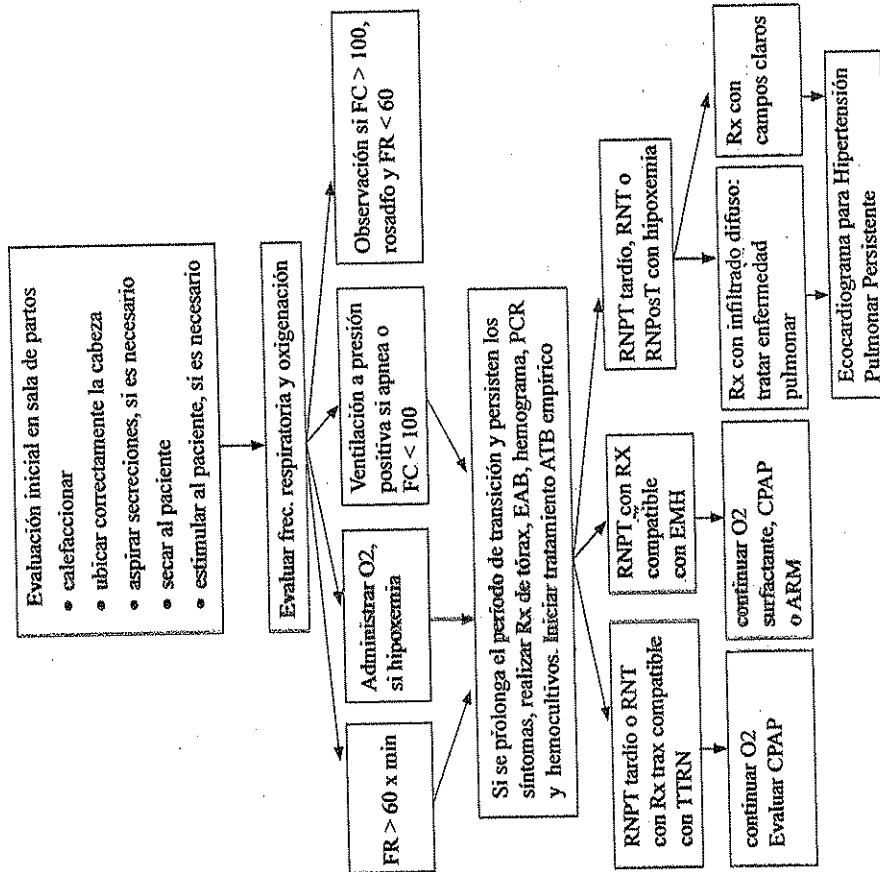 Evaluación inicial en sala de partos
• calefaccionar
• ubicar correctamente la cabeza
• aspirar secreciones, si es necesario
• secar al paciente
• estimular al paciente, si es necesario
Evaluar frec. respiratoria y oxigenación
FR > 60 x min
Administrar O2,
si hipoxemia
Ventilación a presión
positiva si apnea o
FC < 100
Observación si FC > 100,
rosadfo y FR < 60
Si se prolonga el período de transición y persisten los
síntomas, realizar Rx de tórax, EAB, hemograma, PCR
y hemocultivos. Iniciar tratamiento ATB empírico
RNPT tardío o RNT
con Rx trax compatible
con TTRN
RNPT con RX
compatible
con EMH
RNPT tardío, RNT o
RNPosT con hipoxemia
continuar O2
Evaluar CPAP
continuar O2
surfactante, CPAP
o ARM
Rx con infiltrado difuso:
tratar enfermedad
pulmonar
Rx con
campos claros
Ecocardiograma para Hipertensión
Pulmonar Persistente